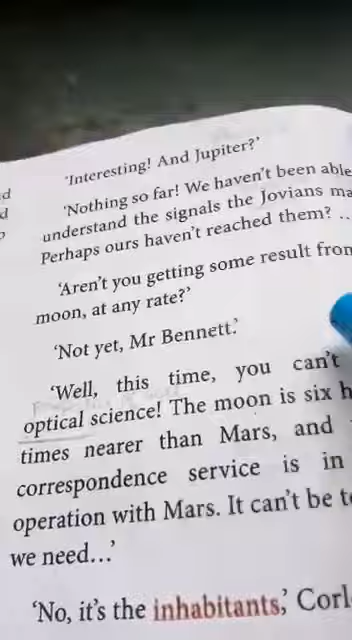 'Interesting! And Jupiter?'
'Nothing so far! We haven't been able
understand the signals the Jovians
Perhaps ours haven't reached them? ..
'Aren't you getting some result from
moon, at any rate?'
'Not yet, Mr Bennett.'
'Well, this time, you can't
optical science! The moon is six
times nearer than Mars, and
correspondence service is in
operation with Mars. It can't be
we need...'
'No, it's the inhabitants,'